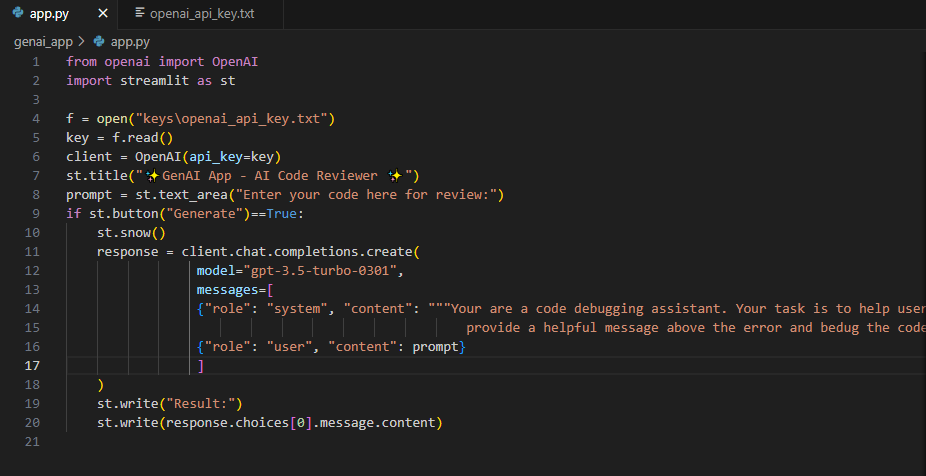 app.py openai_api_key.txt
genai_app > app.py
1 from openai import OpenAI
2 import streamlit as st
3
4 f = open("keys\openai_api_key.txt")
5 key = f.read()
6 client = OpenAI(api_key=key)
7 st.title("✨GenAI App - AI Code Reviewer ✨")
8 prompt = st.text_area("Enter your code here for review:")
9 if st.button("Generate")==True:
10     st.snow()
11     response = client.chat.completions.create(
12                 model="gpt-3.5-turbo-0301",
13                 messages=[
14                 {"role": "system", "content": """Your are a code debugging assistant. Your task is to help user
15                                                    provide a helpful message above the error and bedug the code
16                 {"role": "user", "content": prompt}
17                 ]
18     )
19     st.write("Result:")
20     st.write(response.choices[0].message.content)
21